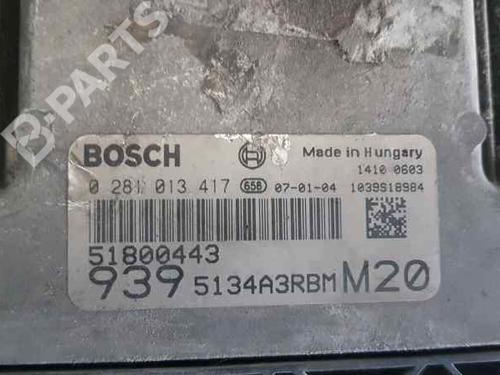 B-PARTS
BOSCH
Made in Hungary
1410 0603
0 281 013 417 658 07-01-04 1039S18984
51800443
939 5134A3RBM M20